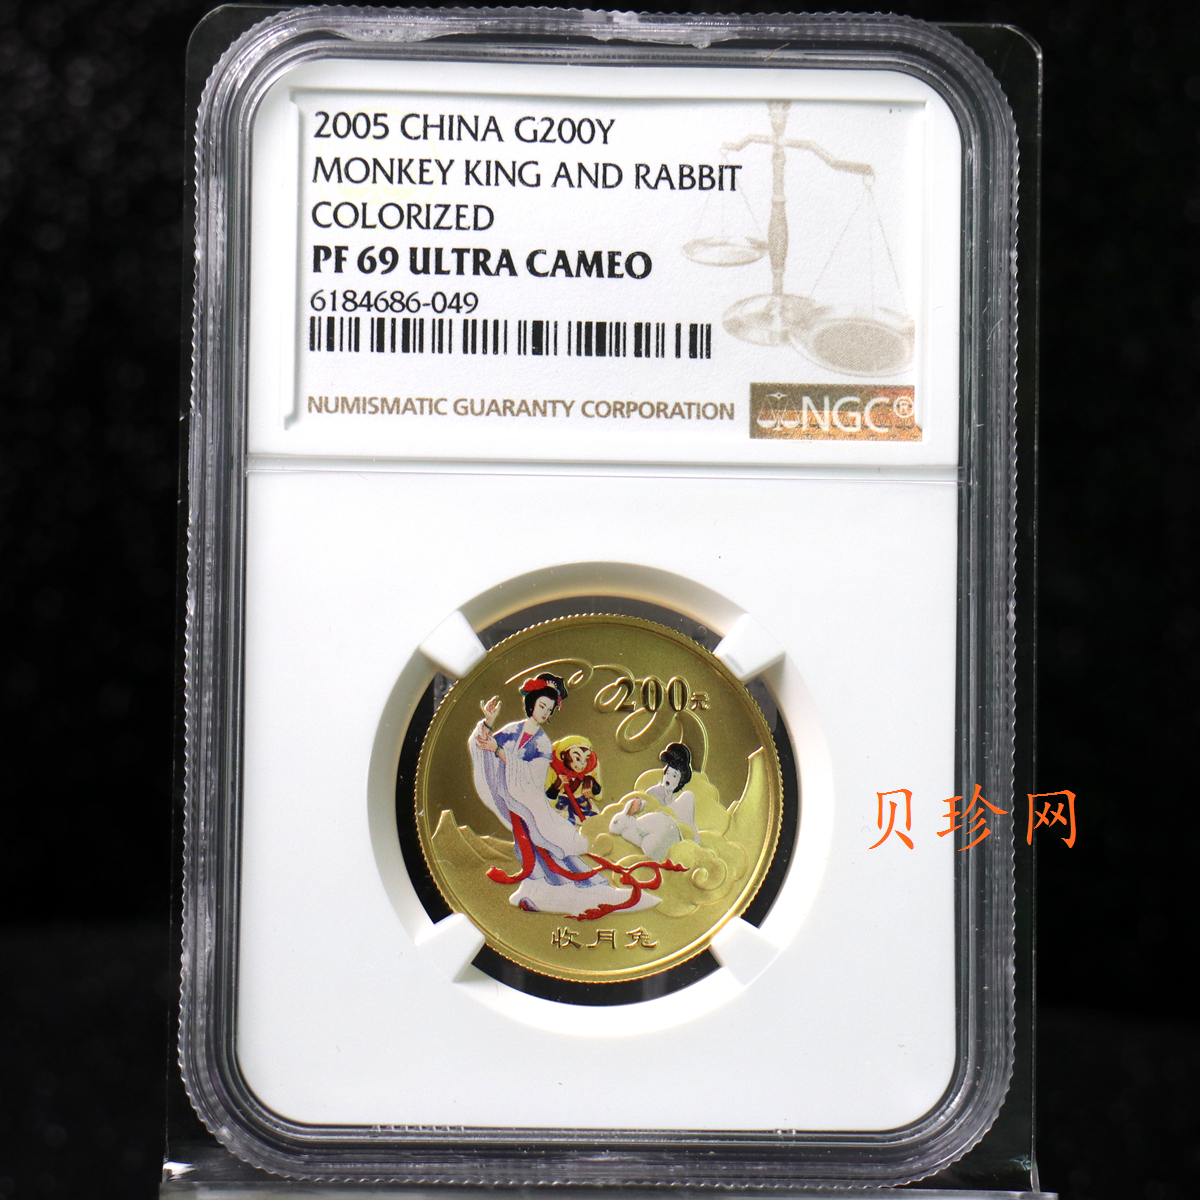 2005 CHINA G200Y
MONKEY KING AND RABBIT
COLORIZED
PF 69 ULTRA CAMEO
6184686-049
NUMISMATIC GUARANTY CORPORATION
NGC®
200元
收月兔
贝珍网